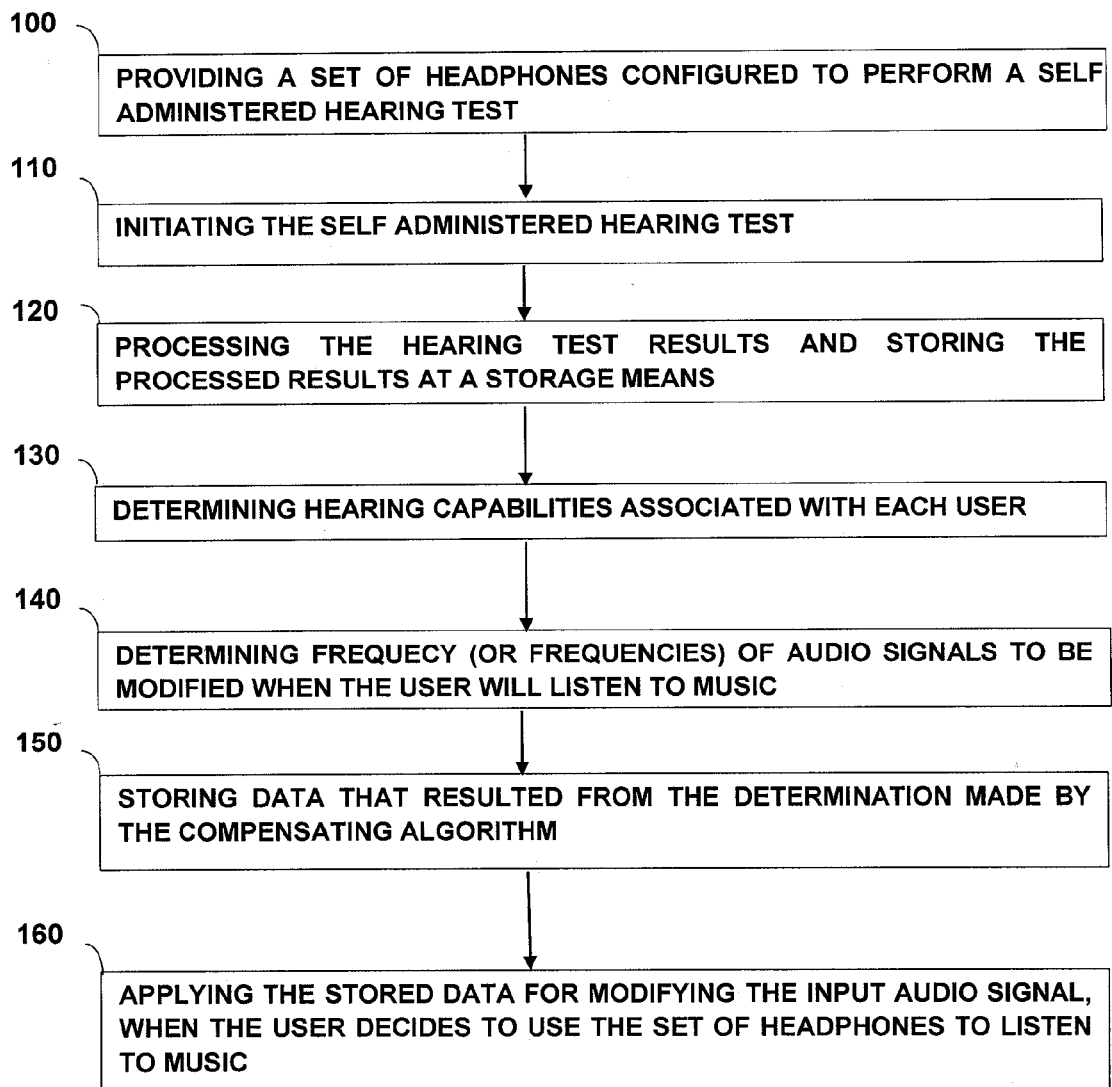 100
PROVIDING A SET OF HEADPHONES CONFIGURED TO PERFORM A SELF
ADMINISTERED HEARING TEST
110
INITIATING THE SELF ADMINISTERED HEARING TEST.
120
PROCESSING THE HEARING TEST RESULTS AND STORING THE
PROCESSED RESULTS AT A STORAGE MEANS
130
DETERMINING HEARING CAPABILITIES ASSOCIATED WITH EACH USER
140
DETERMINING FREQUECY (OR FREQUENCIES) OF AUDIO SIGNALS TO BE
MODIFIED WHEN THE USER WILL LISTEN TO MUSIC
150
STORING DATA THAT RESULTED FROM THE DETERMINATION MADE BY
THE COMPENSATING ALGORITHM
160
APPLYING THE STORED DATA FOR MODIFYING THE INPUT AUDIO SIGNAL,
WHEN THE USER DECIDES TO USE THE SET OF HEADPHONES TO LISTEN
TO MUSIC